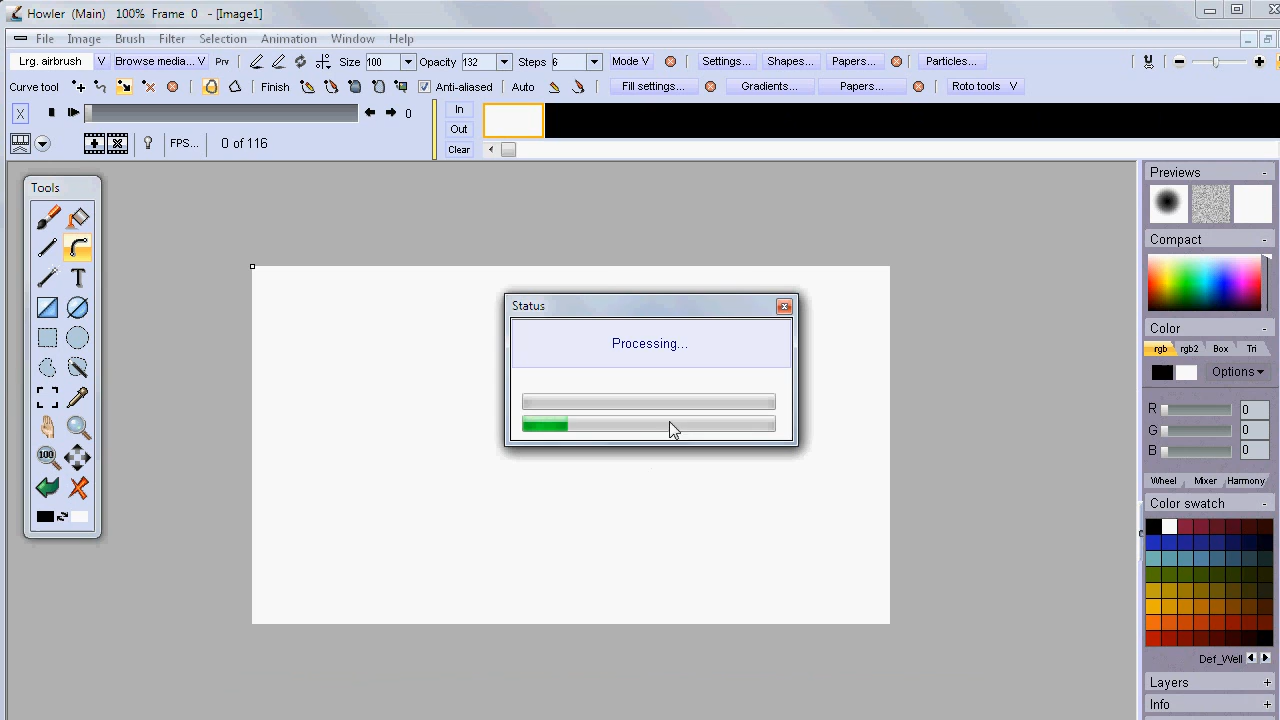 Howler (Main) 100% Frame 0 - [Image1]
File Image Brush Filter Selection Animation Window Help
Lrg. airbrush V Browse media... V Prv Size 100 Opacity 132 Steps 6 Mode V Settings... Shapes... Papers... Particles...
Curve tool Finish Anti-aliased Auto Fill settings... Gradients... Papers... Roto tools V
X 0 In
Out
FPS... 0 of 116 Clear
Tools
T
100
Status
Processing...
Previews -
Compact -
Color -
rgb rgb2 Box Tri
Options
R 0
G 0
B 0
Wheel Mixer Harmony
Color swatch -
Def_Well
Layers +
Info +